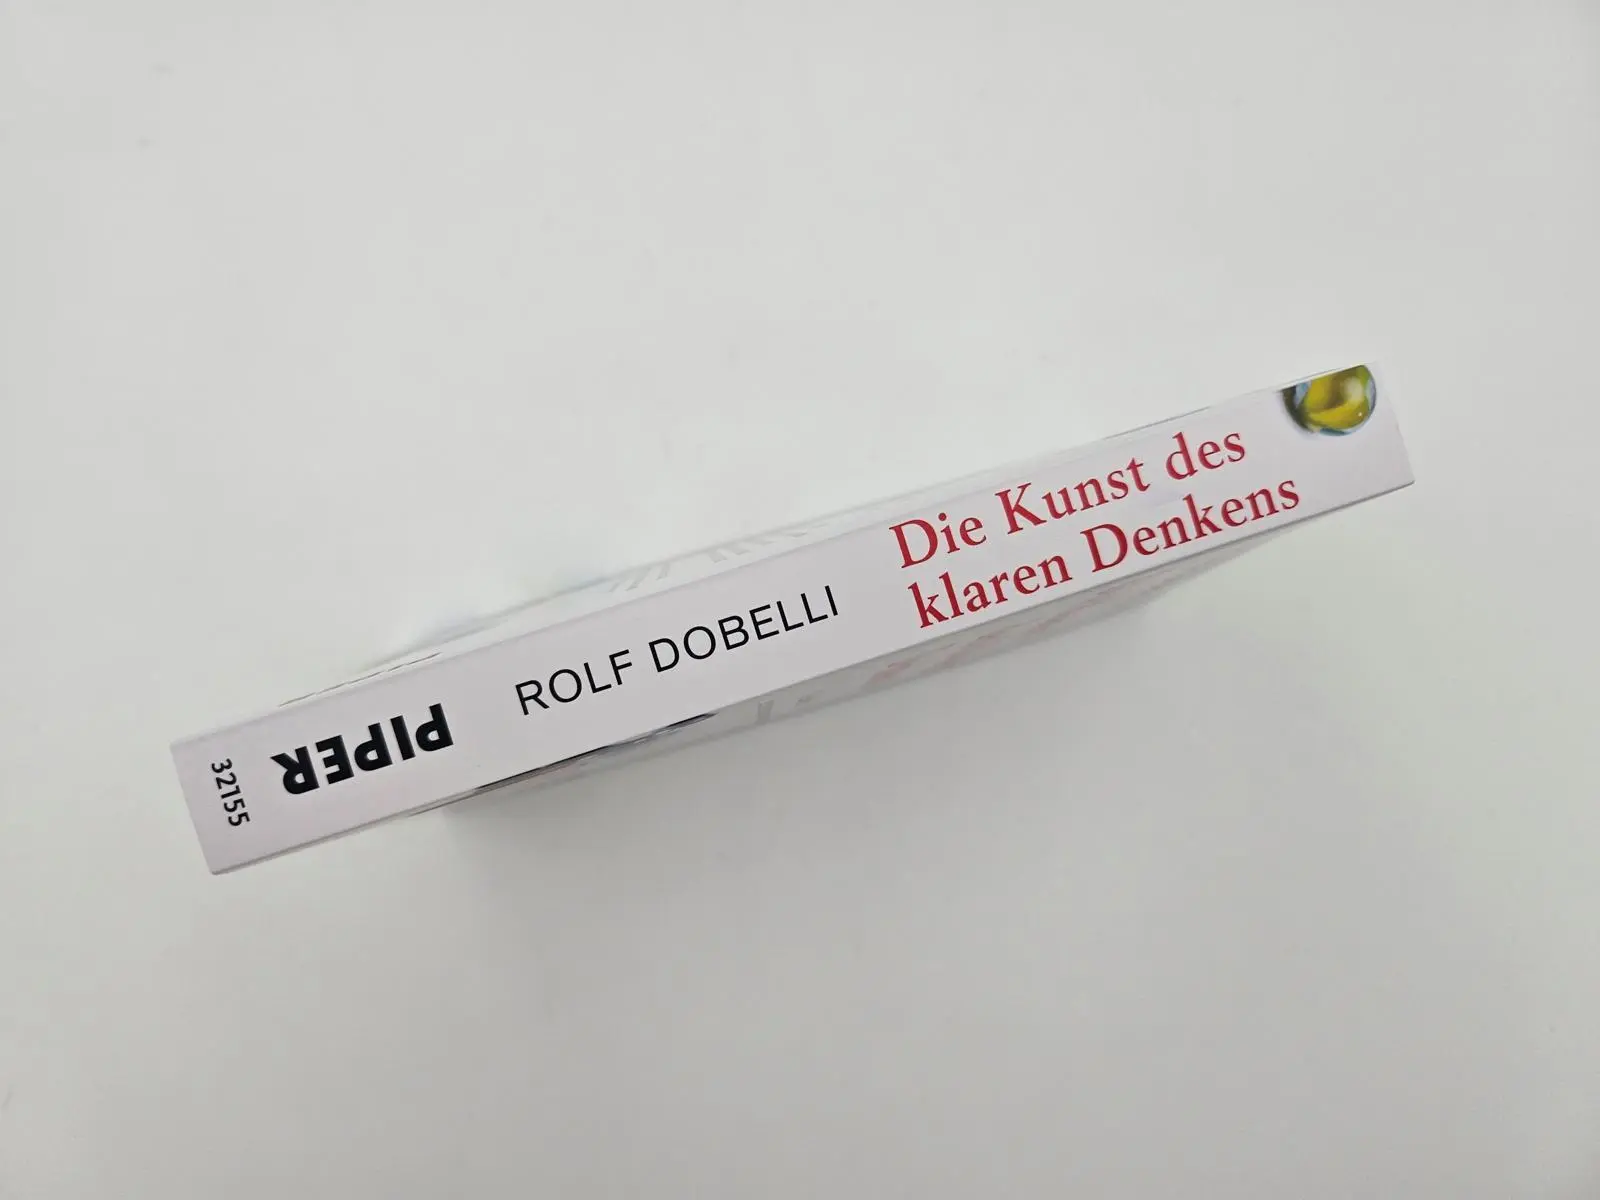 Die Kunst des
klaren Denkens
ROLF DOBELLI
PIPER
32155